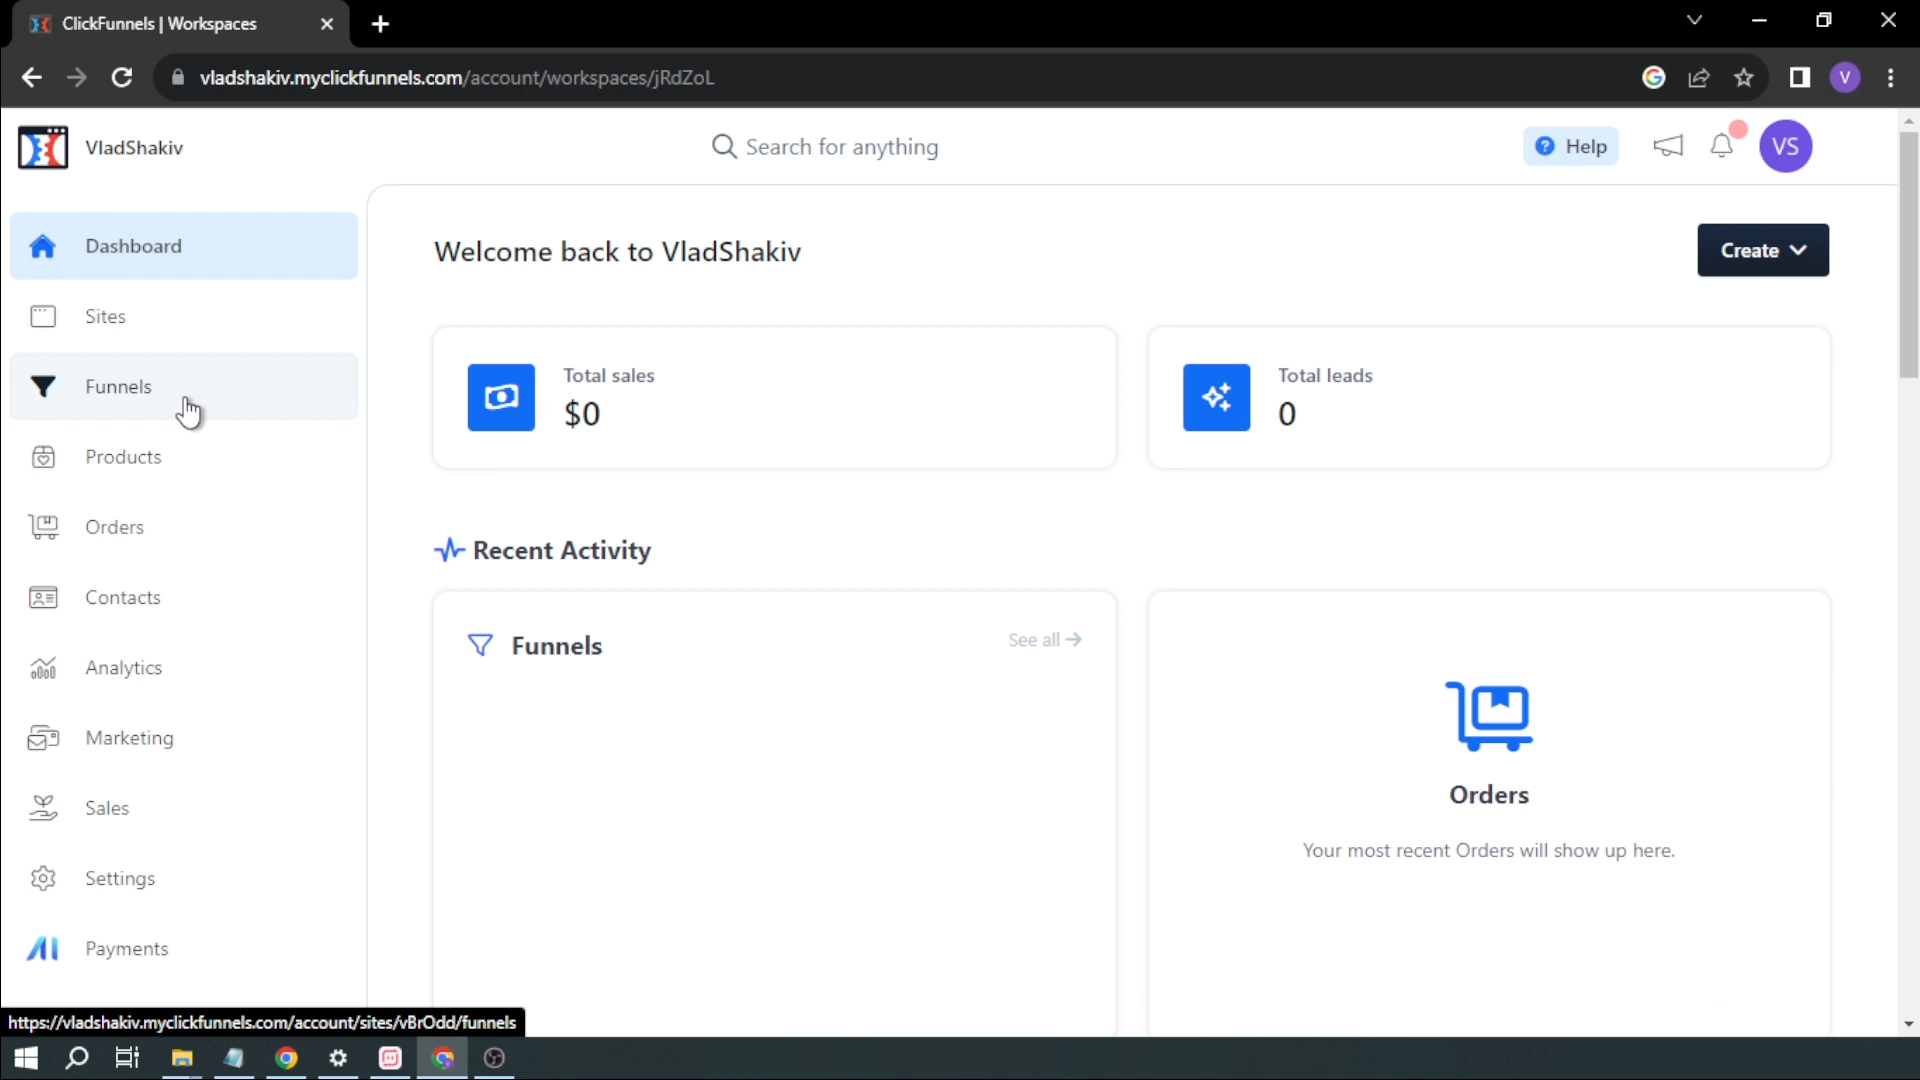 ClickFunnels | Workspaces
vladshakiv.myclickfunnels.com/account/workspaces/jRdZoL
V
VladShakiv
Search for anything
? Help
VS
Dashboard
Welcome back to VladShakiv
Create
Sites
Funnels
Total sales
$0
Total leads
0
Products
Orders
Recent Activity
Contacts
Funnels
See all →
Analytics
Marketing
Orders
Sales
Your most recent Orders will show up here.
Settings
Payments
https://vladshakiv.myclickfunnels.com/account/sites/vBrOdd/funnels